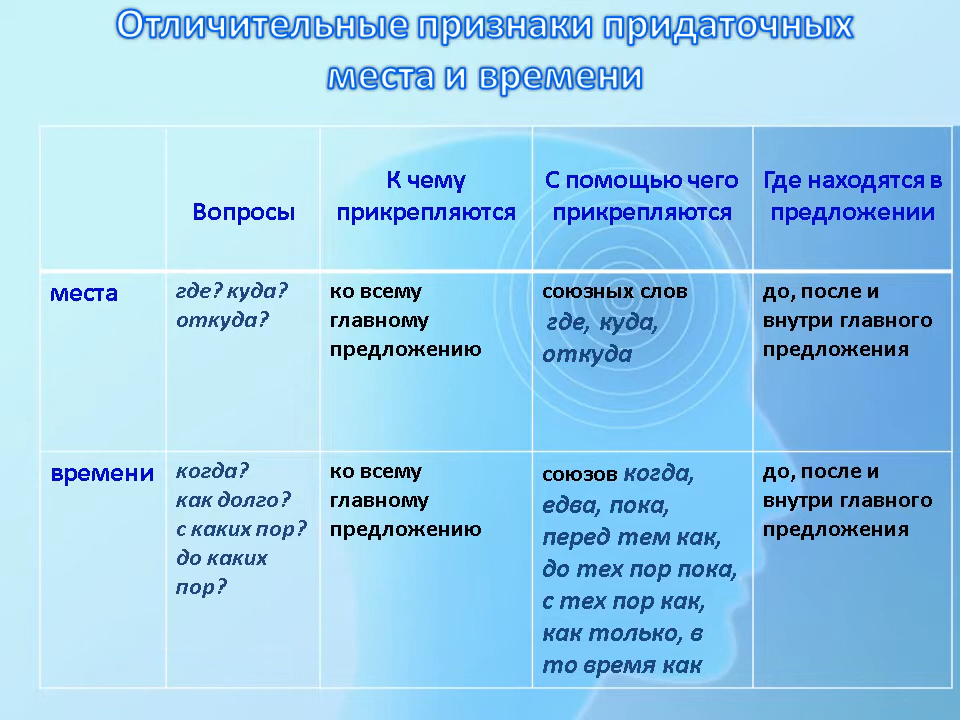 Отличительные признаки придаточных
места и времени
Вопросы
К чему
прикрепляются
С помощью чего
прикрепляются
Где находятся в
предложении
места
где? куда?
откуда?
ко всему
главному
предложению
союзных слов
где, куда,
откуда
до, после и
внутри главного
предложения
времени
когда?
как долго?
с каких пор?
до каких
пор?
ко всему
главному
предложению
союзов когда,
едва, пока,
перед тем как,
до тех пор пока,
с тех пор как,
как только, в
то время как
до, после и
внутри главного
предложения